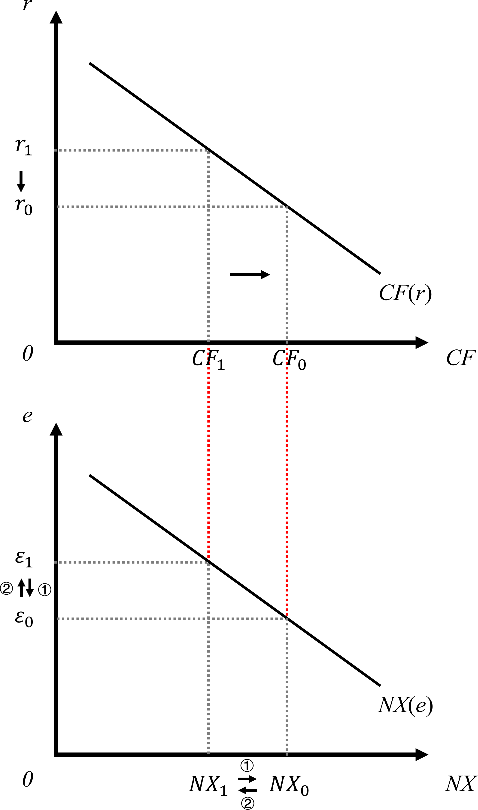 r
r₁
r₀
CF(r)
0
CF₁
CF₀
CF
e
ε₁
② ①
ε₀
NX(e)
①
0
NX₁
NX₀
NX
②